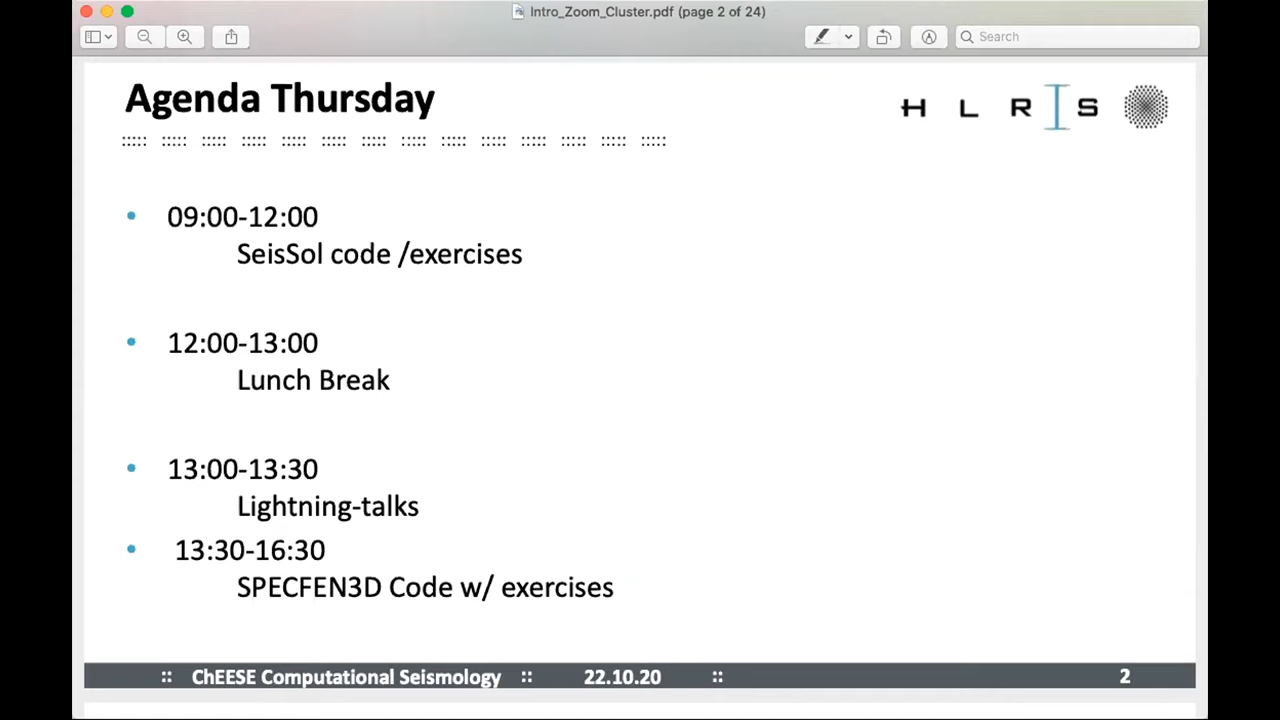 Intro_Zoom_Cluster.pdf (page 2 of 24)
Search
Agenda Thursday
H L R I S
::::: ::::: ::::: ::::: ::::: ::::: ::::: ::::: ::::: ::::: ::::: ::::: ::::: :::::
• 09:00-12:00
SeisSol code /exercises
• 12:00-13:00
Lunch Break
• 13:00-13:30
Lightning-talks
• 13:30-16:30
SPECFEN3D Code w/ exercises
:: ChEESE Computational Seismology :: 22.10.20 :: 2